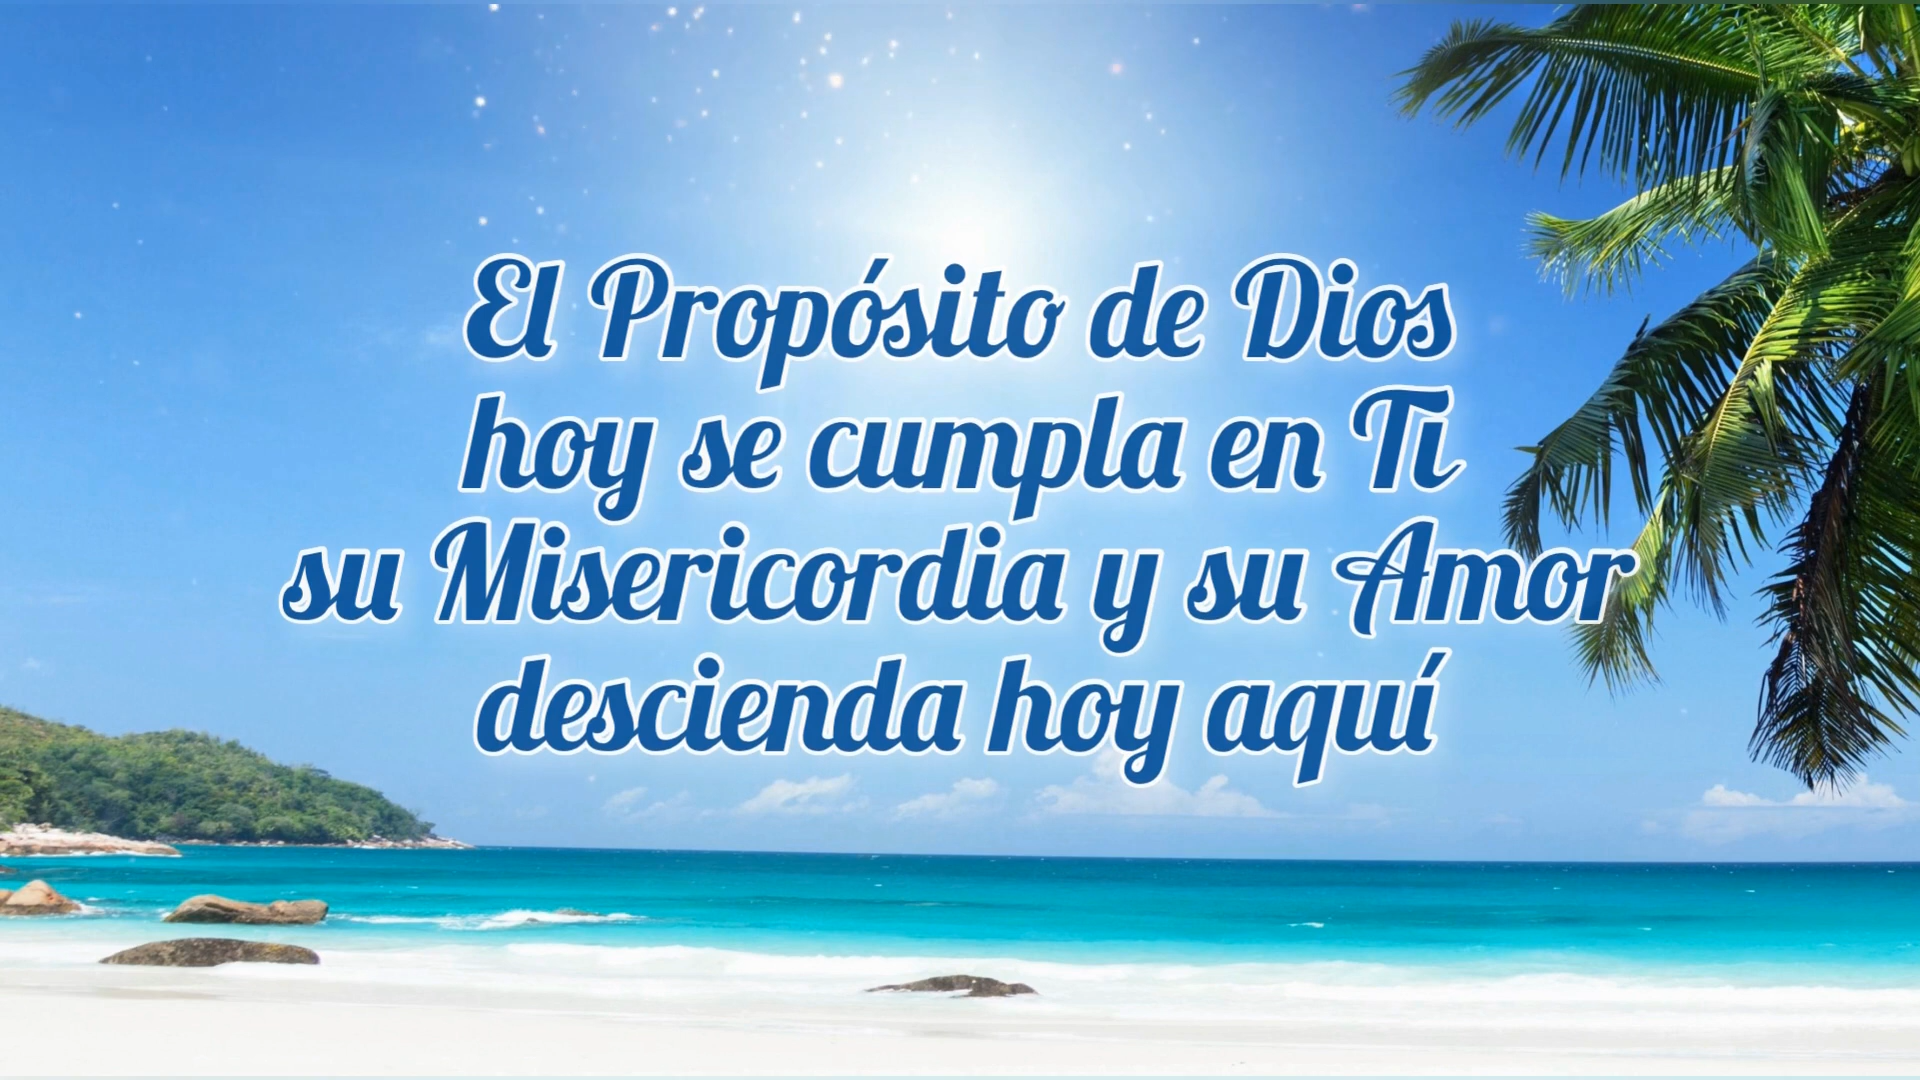 El Propósito de Dios
hoy se cumpla en Ti
su Misericordia y su Amor
descienda hoy aquí